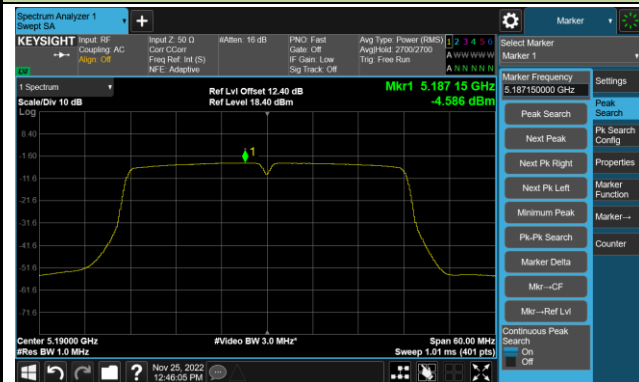 Spectrum Analyzer 1
Swept SA
Marker
KEYSIGHT
Input: RF
Coupling: AC
Align: Off
Input Z: 50 Ω
Corr CCorr
Freq Ref: Int (S)
NFE: Adaptive
#Atten: 16 dB
PNO: Fast
Gate: Off
IF Gain: Low
Sig Track: Off
Avg Type: Power (RMS)
Avg|Hold: 2700/2700
Trig: Free Run
1 2 3 4 5 6
A W W W W W
A N N N N N
LVI
Select Marker
Marker 1
1 Spectrum
Scale/Div 10 dB
Log
Ref Lvl Offset 12.40 dB
Ref Level 18.40 dBm
Mkr1 5.187 15 GHz
-4.586 dBm
8.40
-1.60
-11.6
-21.6
-31.6
-41.6
-51.6
-61.6
-71.6
1
Center 5.19000 GHz
#Res BW 1.0 MHz
#Video BW 3.0 MHz*
Span 60.00 MHz
Sweep 1.01 ms (401 pts)
Marker Frequency
5.187150000 GHz
Peak Search
Next Peak
Next Pk Right
Next Pk Left
Minimum Peak
Pk-Pk Search
Marker Delta
Mkr→CF
Mkr→Ref Lvl
Continuous Peak
Search
On
Off
Settings
Peak
Search
Pk Search
Config
Properties
Marker
Function
Marker→
Counter
?
Nov 25, 2022
12:46:05 PM